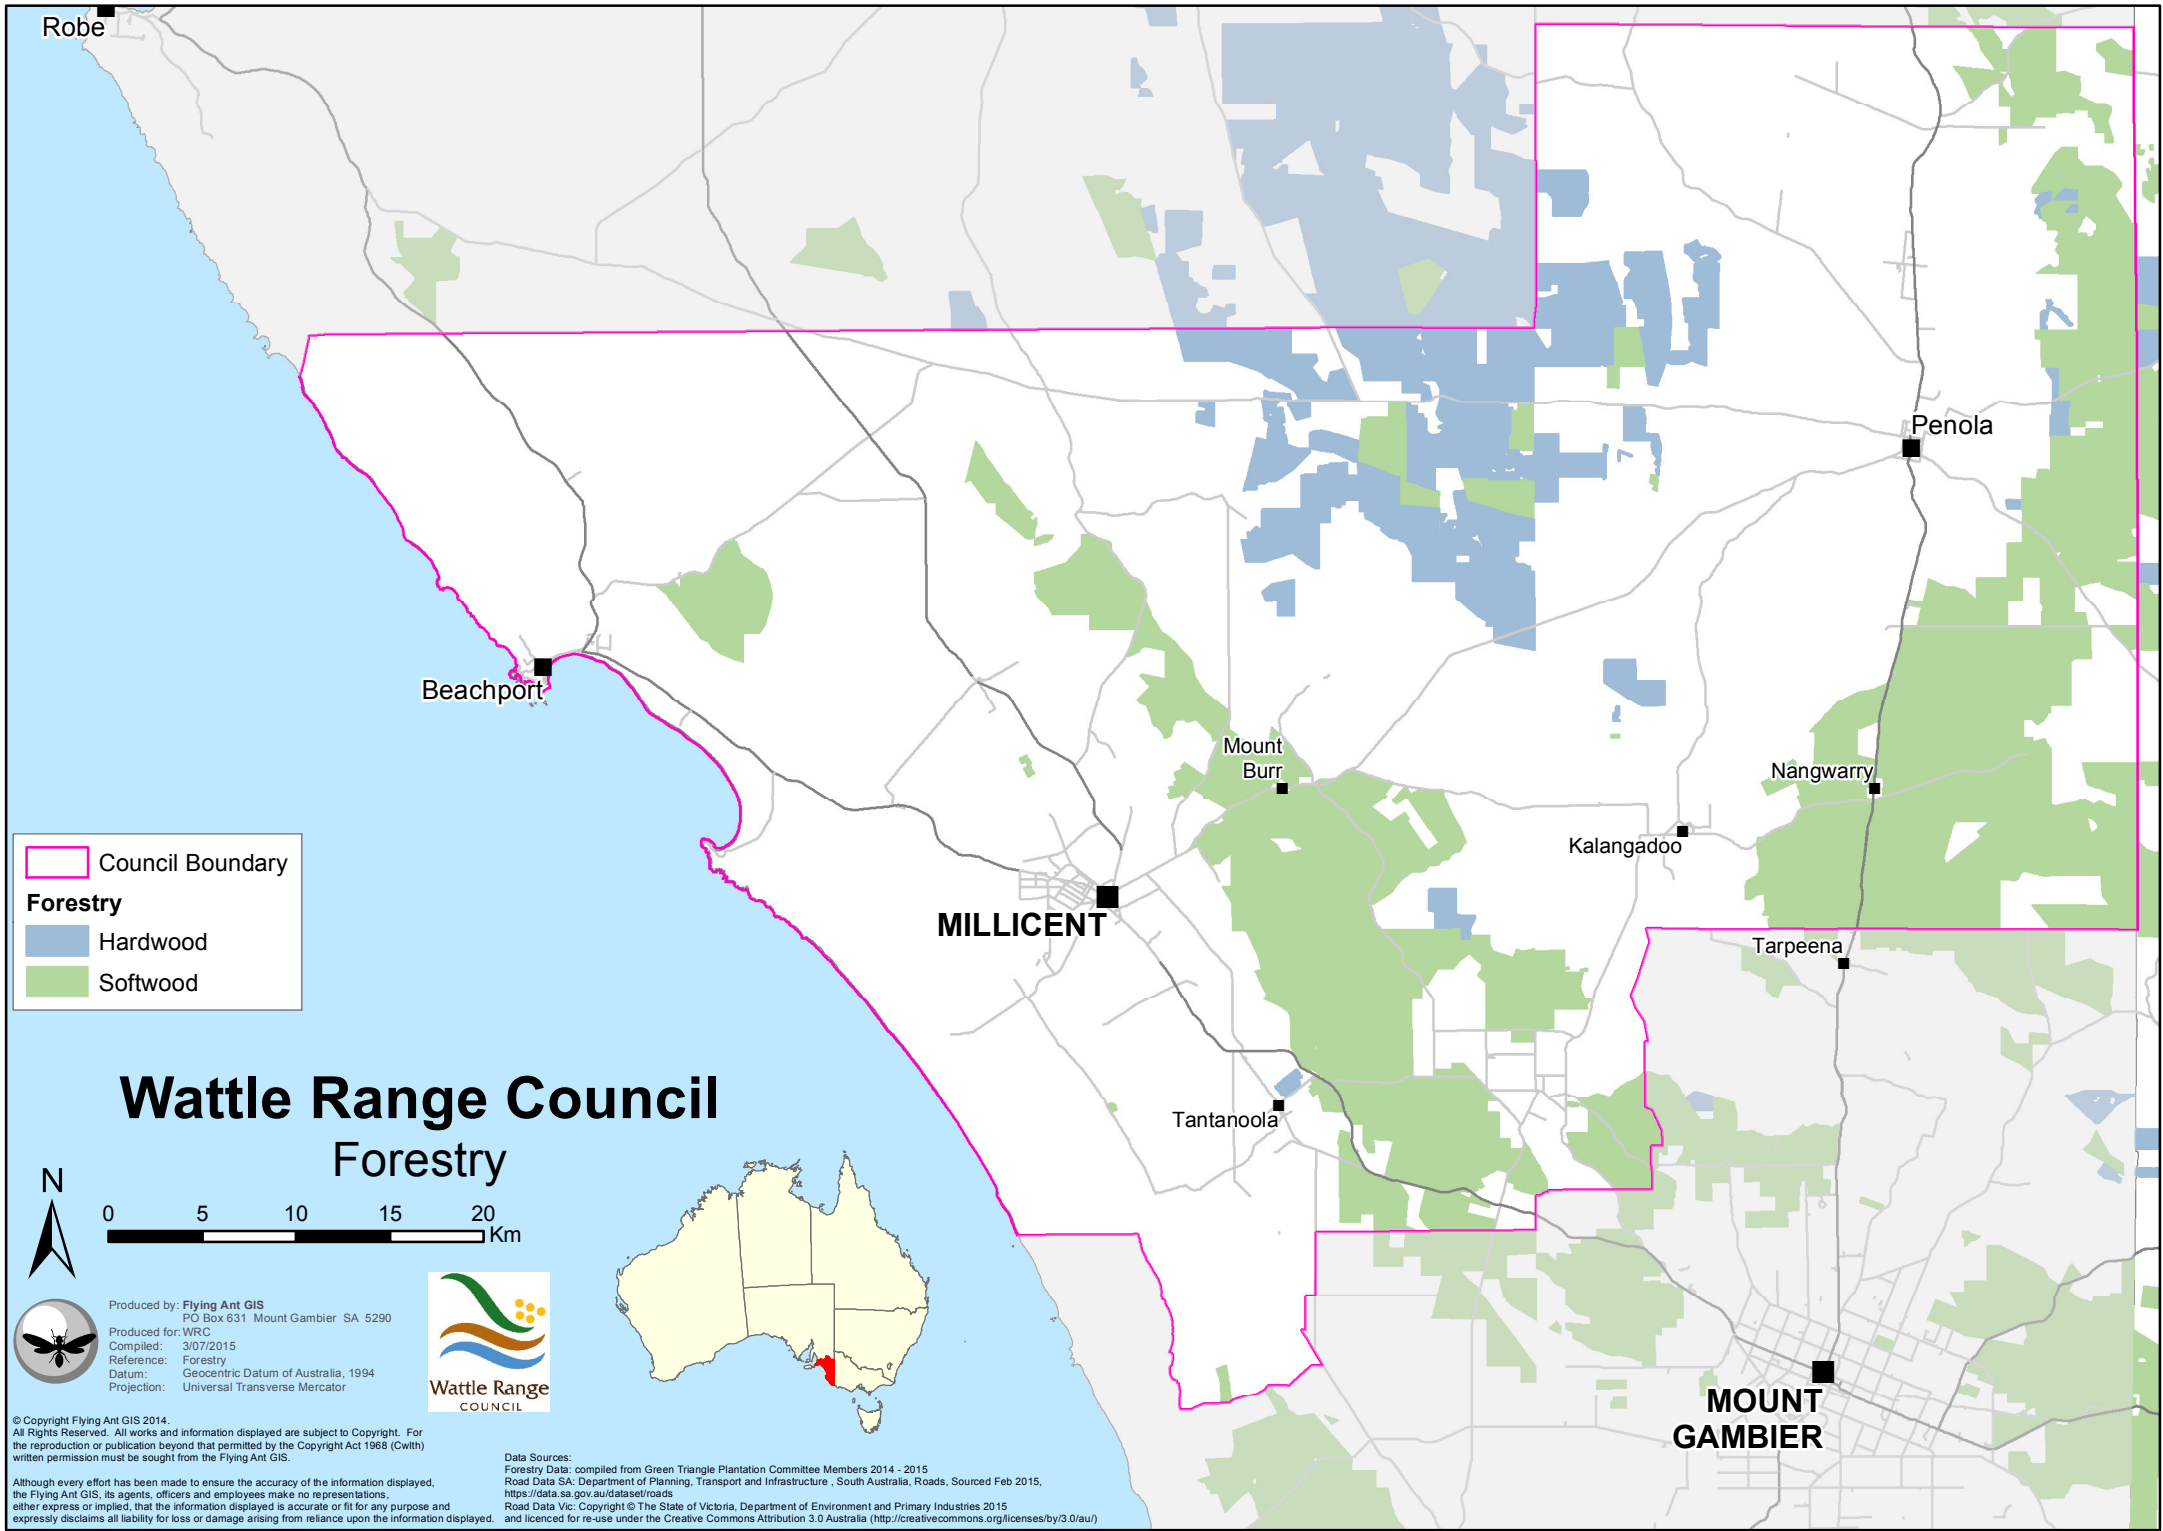 Robe
Penola
Beachport
Mount
Burr
Nangwarry
Kalangadoo
MILLICENT
Tarpeena
Tantanoola
MOUNT
GAMBIER
Council Boundary
Forestry
Hardwood
Softwood
Wattle Range Council
Forestry
N
0 5 10 15 20
Km
Produced by: Flying Ant GIS
PO Box 631 Mount Gambier SA 5290
Produced for: WRC
Compiled: 3/07/2015
Reference: Forestry
Datum: Geocentric Datum of Australia, 1994
Projection: Universal Transverse Mercator
Wattle Range
COUNCIL
© Copyright Flying Ant GIS 2014.
All Rights Reserved. All works and information displayed are subject to Copyright. For
the reproduction or publication beyond that permitted by the Copyright Act 1968 (Cwlth)
written permission must be sought from the Flying Ant GIS.
Although every effort has been made to ensure the accuracy of the information displayed,
the Flying Ant GIS, its agents, officers and employees make no representations,
either express or implied, that the information displayed is accurate or fit for any purpose and
expressly disclaims all liability for loss or damage arising from reliance upon the information displayed.
Data Sources:
Forestry Data: compiled from Green Triangle Plantation Committee Members 2014 - 2015
Road Data SA: Department of Planning, Transport and Infrastructure , South Australia, Roads, Sourced Feb 2015,
https://data.sa.gov.au/dataset/roads
Road Data Vic: Copyright © The State of Victoria, Department of Environment and Primary Industries 2015
and licenced for re-use under the Creative Commons Attribution 3.0 Australia (http://creativecommons.org/licenses/by/3.0/au/)